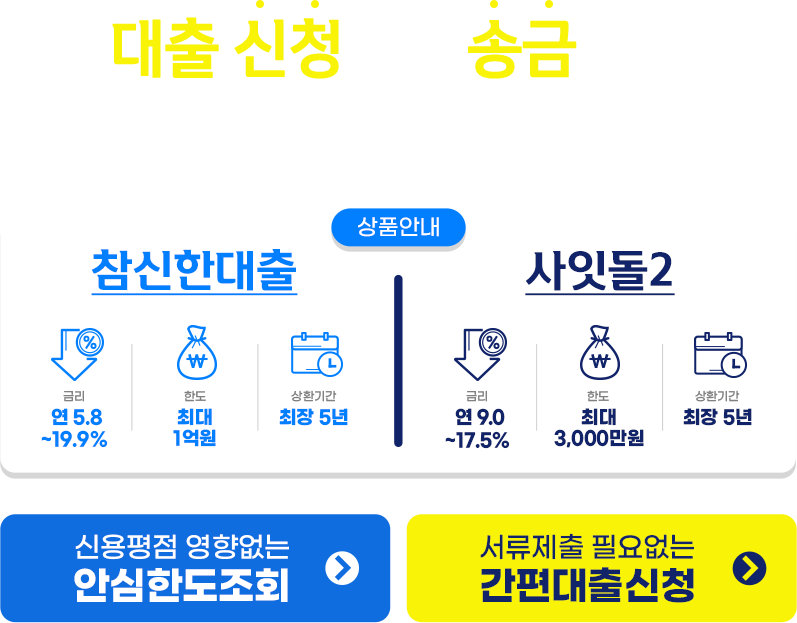 대출 신청 송금
상품안내
참신한대출
사잇돌2
금리
연 5.8
~19.9%
한도
최대
1억원
상환기간
최장 5년
금리
연 9.0
~17.5%
한도
최대
3,000만원
상환기간
최장 5년
신용평점 영향없는
안심한도조회
서류제출 필요없는
간편대출신청